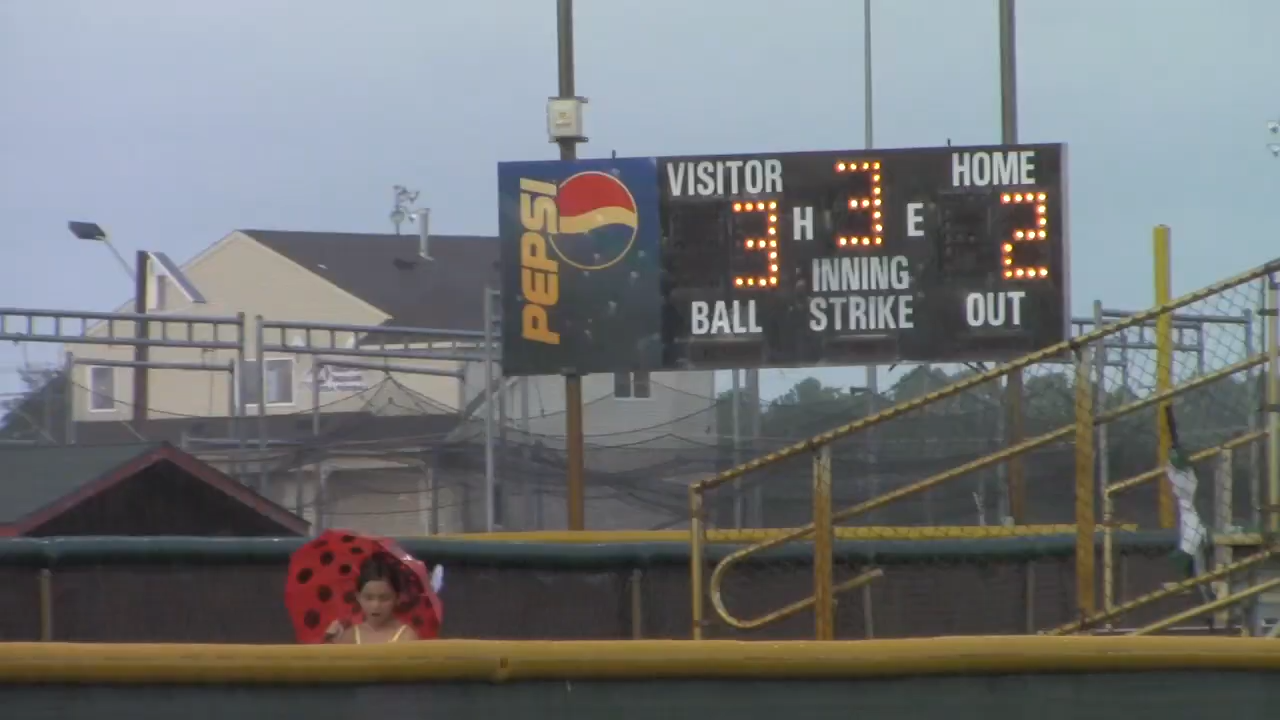 PEPSI
VISITOR 3 HOME
3 H E 2
INNING
BALL STRIKE OUT